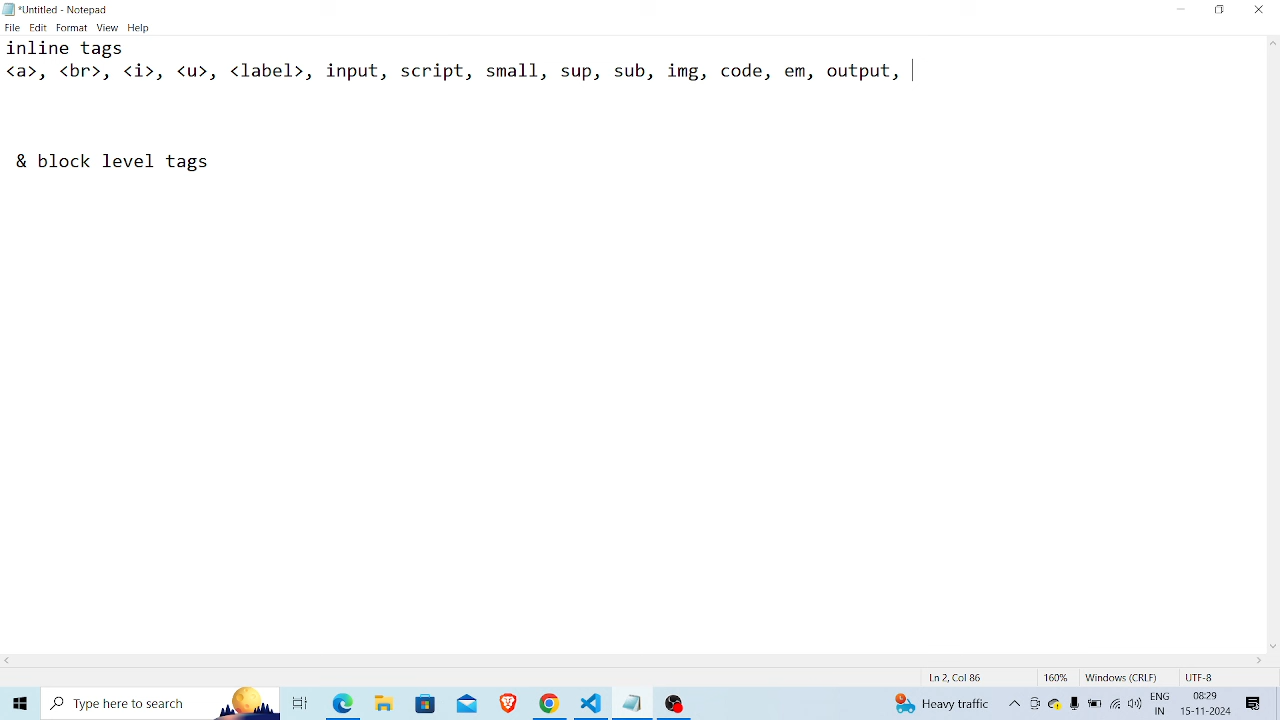 *Untitled - Notepad
File Edit Format View Help
inline tags
<a>, <br>, <i>, <u>, <label>, input, script, small, sup, sub, img, code, em, output,
& block level tags
Ln 2, Col 86 160% Windows (CRLF) UTF-8
Type here to search Heavy traffic ENG 08:29
IN 15-11-2024